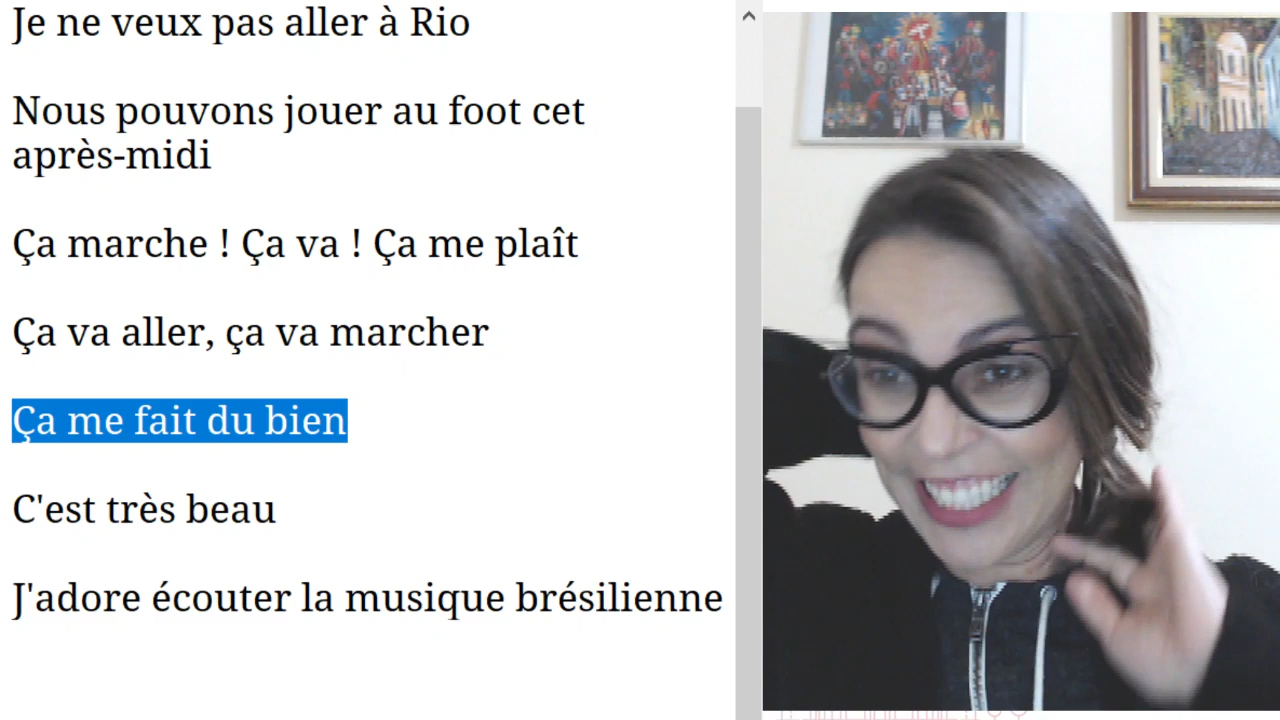 Je ne veux pas aller à Rio
Nous pouvons jouer au foot cet
après-midi
Ça marche ! Ça va ! Ça me plaît
Ça va aller, ça va marcher
Ça me fait du bien
C'est très beau
J'adore écouter la musique brésilienne